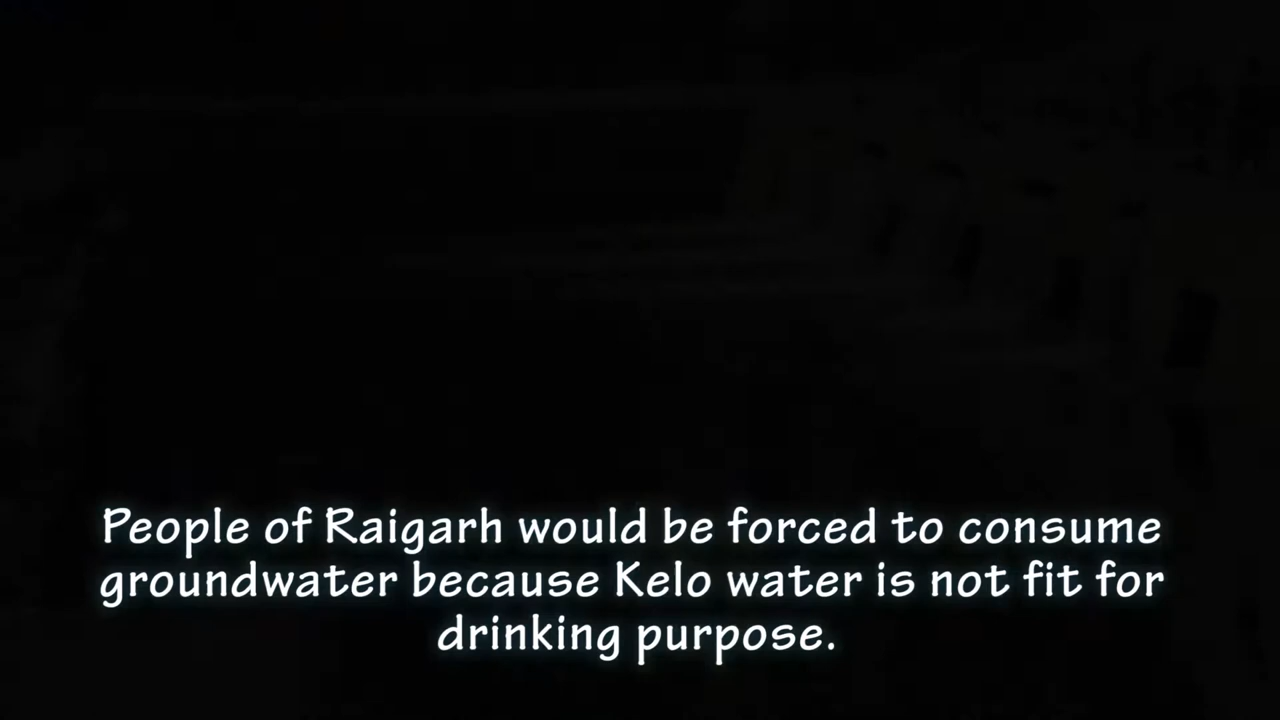 People of Raigarh would be forced to consume
groundwater because Kelo water is not fit for
drinking purpose.